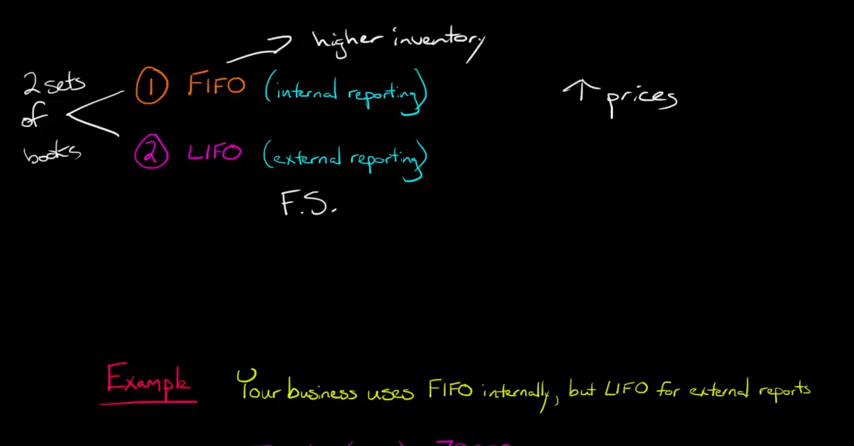 higher inventory
2 sets
of
books
① FIFO (internal reporting)
↑ prices
② LIFO (external reporting)
F.S.
Example Your business uses FIFO internally, but LIFO for external reports